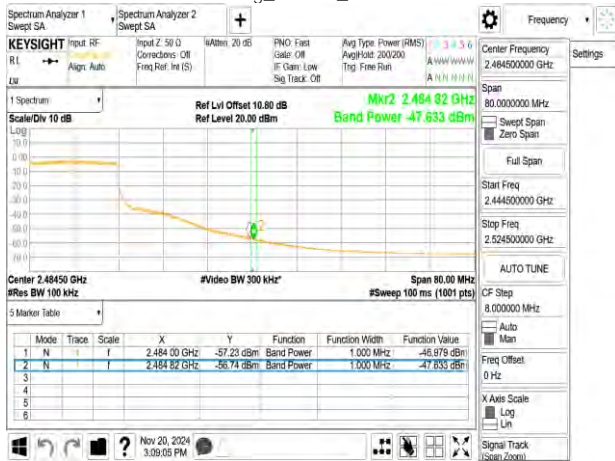 Spectrum Analyzer 1
Swept SA
Spectrum Analyzer 2
Swept SA
+
Frequency
KEYSIGHT
Input: RF
Align: Auto
Input Z: 50 Ω
Corrections: Off
Freq Ref: Int (S)
#Atten: 20 dB
PNO: Fast
Gate: Off
IF Gain: Low
Sig Track: Off
Avg Type: Power (RMS)
Avg|Hold: 200/200
Trig: Free Run
Center Frequency
2.484500000 GHz
Settings
Span
80.0000000 MHz
Swept Span
Zero Span
Full Span
Start Freq
2.444500000 GHz
Stop Freq
2.524500000 GHz
AUTO TUNE
CF Step
8.000000 MHz
Auto
Man
Freq Offset
0 Hz
X Axis Scale
Log
Lin
Signal Track
(Span Zoom)
1 Spectrum
Scale/Div 10 dB
Ref Lvl Offset 10.80 dB
Ref Level 20.00 dBm
Mkr2 2.484 82 GHz
Band Power -47.633 dBm
Log
Center 2.48450 GHz
#Res BW 100 kHz
#Video BW 300 kHz*
Span 80.00 MHz
#Sweep 100 ms (1001 pts)
5 Marker Table
Mode Trace Scale X Y Function Function Width Function Value
1 N 1 f 2.484 00 GHz -57.23 dBm Band Power 1.000 MHz -46.979 dBm
2 N 1 f 2.484 82 GHz -56.74 dBm Band Power 1.000 MHz -47.633 dBm
3
4
5
6
?
Nov 20, 2024
3:09:05 PM